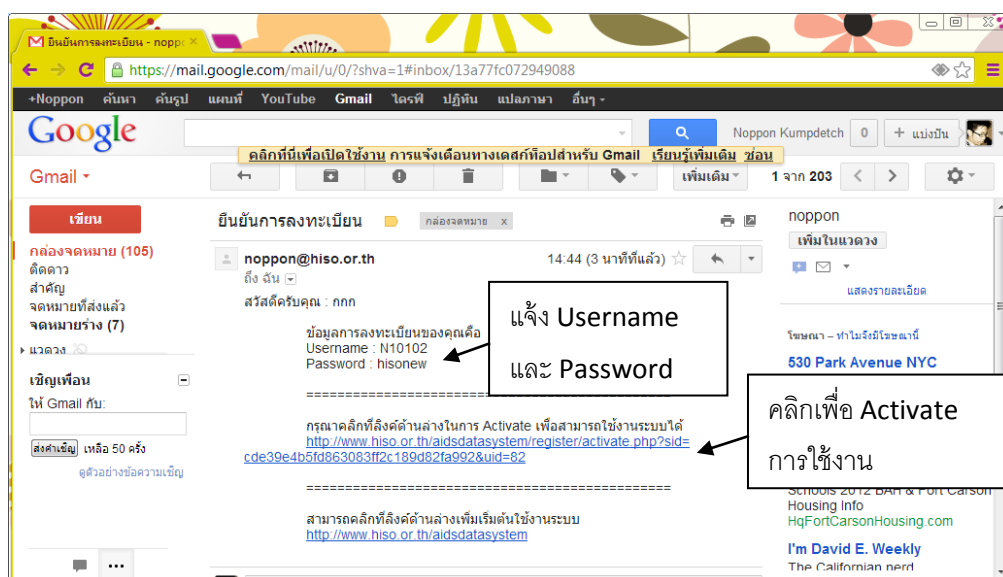 ยืนยันการลงทะเบียน - noppo
https://mail.google.com/mail/u/0/?shva=1#inbox/13a77fc072949088
+Noppon ค้นหา ค้นรูป แผนที่ YouTube Gmail ไดรฟ์ ปฏิทิน แปลภาษา อื่นๆ
Google
Noppon Kumpdetch 0 + แบ่งปัน
คลิกที่นี่เพื่อเปิดใช้งาน การแจ้งเตือนทางเดสก์ท็อปสำหรับ Gmail เรียนรู้เพิ่มเติม ซ่อน
Gmail
เพิ่มเติม
1 จาก 203
เขียน
กล่องจดหมาย (105)
ติดดาว
สำคัญ
จดหมายที่ส่งแล้ว
จดหมายร่าง (7)
แวดวง
เชิญเพื่อน
ให้ Gmail กับ:
ส่งคำเชิญ เหลือ 50 ครั้ง
ดูตัวอย่างข้อความเชิญ
ยืนยันการลงทะเบียน กล่องจดหมาย x
noppon@hiso.or.th 14:44 (3 นาทีที่แล้ว)
ถึง ฉัน
สวัสดีครับคุณ : กกก
ข้อมูลการลงทะเบียนของคุณคือ
Username : N10102
Password : hisonew
===============================================
กรุณาคลิกที่ลิงค์ด้านล่างในการ Activate เพื่อสามารถใช้งานระบบได้
http://www.hiso.or.th/aidsdatasystem/register/activate.php?sid=
cde39e4b5fd863083ff2c189d82fa992&uid=82
===============================================
สามารถคลิกที่ลิงค์ด้านล่างเพิ่มเริ่มต้นใช้งานระบบ
http://www.hiso.or.th/aidsdatasystem
แจ้ง Username
และ Password
คลิกเพื่อ Activate
การใช้งาน
noppon
เพิ่มในแวดวง
แสดงรายละเอียด
โฆษณา – ทำไมจึงมีโฆษณานี้
530 Park Avenue NYC
Schools 2012 BAH & Fort Carson
Housing Info
HqFortCarsonHousing.com
I'm David E. Weekly
The Californian nerd